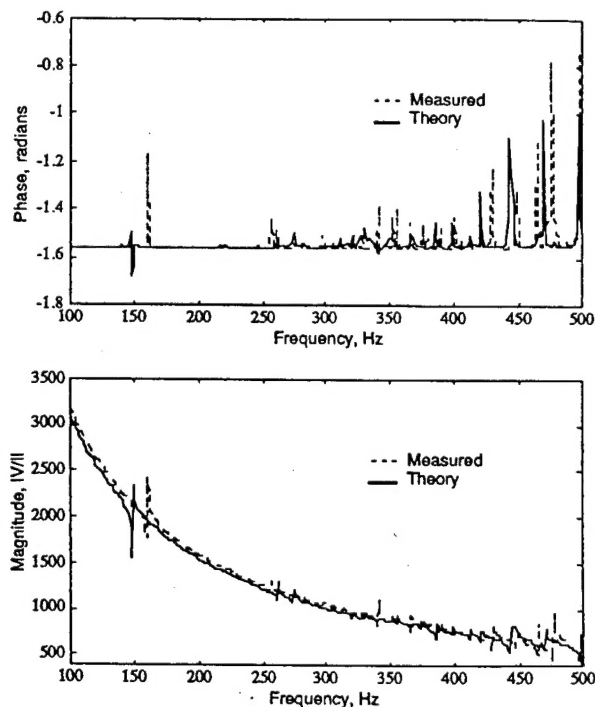 -0.6
-0.8
-1
-1.2
-1.4
-1.6
-1.8
Phase, radians
Measured
Theory
100 150 200 250 300 350 400 450 500
Frequency, Hz
3500
3000
2500
2000
1500
1000
500
Magnitude, IV/II
Measured
Theory
100 150 200 250 300 350 400 450 500
Frequency, Hz